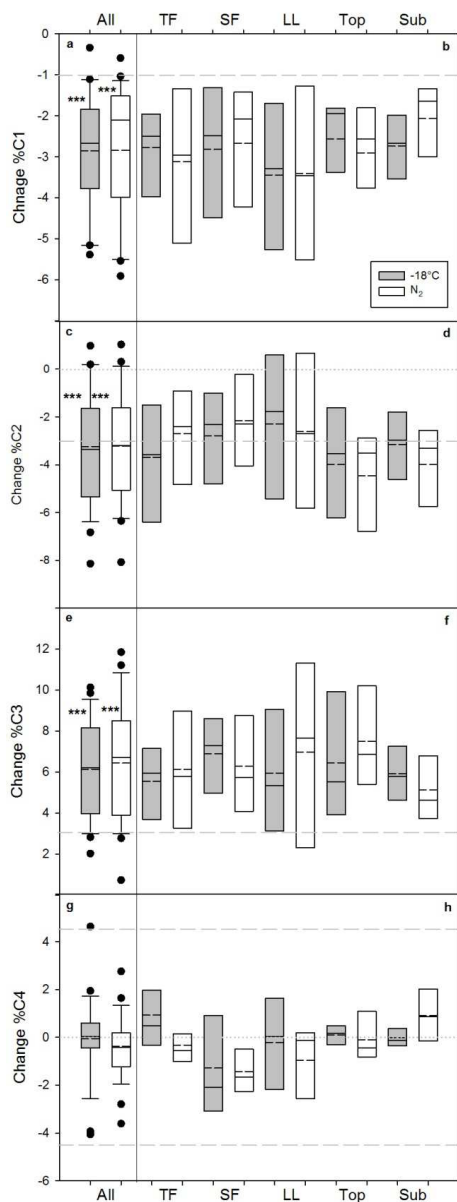 All TF SF LL Top Sub
0
a b
-1
*** ***
-2
Chnage %C1
-3
-4
-5
-18°C
N2
-6
c d
0
-2
*** ***
Change %C2
-4
-6
-8
e f
12
10
*** ***
8
Change %C3
6
4
2
g h
4
2
Change %C4
0
-2
-4
-6
All TF SF LL Top Sub